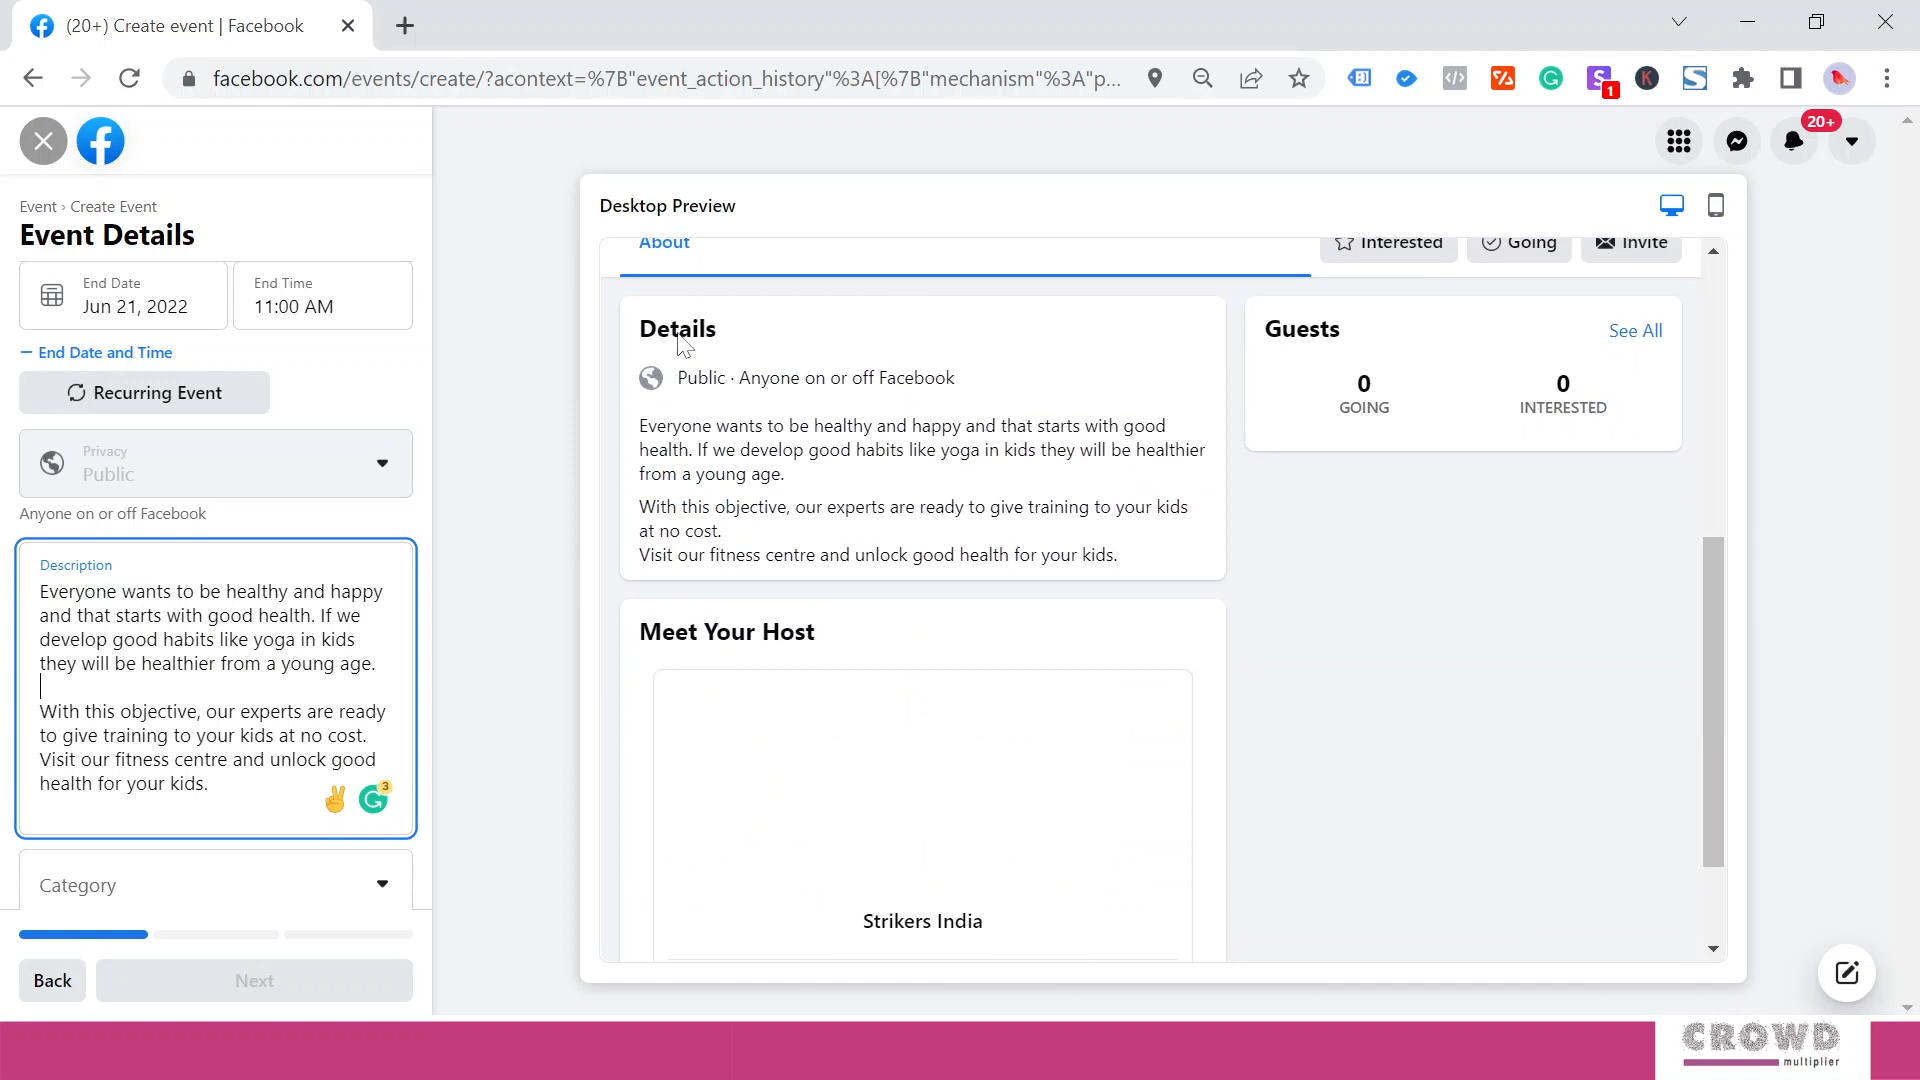 (20+) Create event | Facebook
facebook.com/events/create/?acontext=%7B"event_action_history"%3A[%7B"mechanism"%3A"p...
1
20+
Event › Create Event
Event Details
End Date
Jun 21, 2022
End Time
11:00 AM
End Date and Time
Recurring Event
Privacy
Public
Anyone on or off Facebook
Description
Everyone wants to be healthy and happy
and that starts with good health. If we
develop good habits like yoga in kids
they will be healthier from a young age.
With this objective, our experts are ready
to give training to your kids at no cost.
Visit our fitness centre and unlock good
health for your kids.
3
Category
Back
Next
Desktop Preview
About
Interested
Going
Invite
Details
Public · Anyone on or off Facebook
Everyone wants to be healthy and happy and that starts with good
health. If we develop good habits like yoga in kids they will be healthier
from a young age.
With this objective, our experts are ready to give training to your kids
at no cost.
Visit our fitness centre and unlock good health for your kids.
Guests
See All
0
GOING
0
INTERESTED
Meet Your Host
Strikers India
CROWD
multiplier